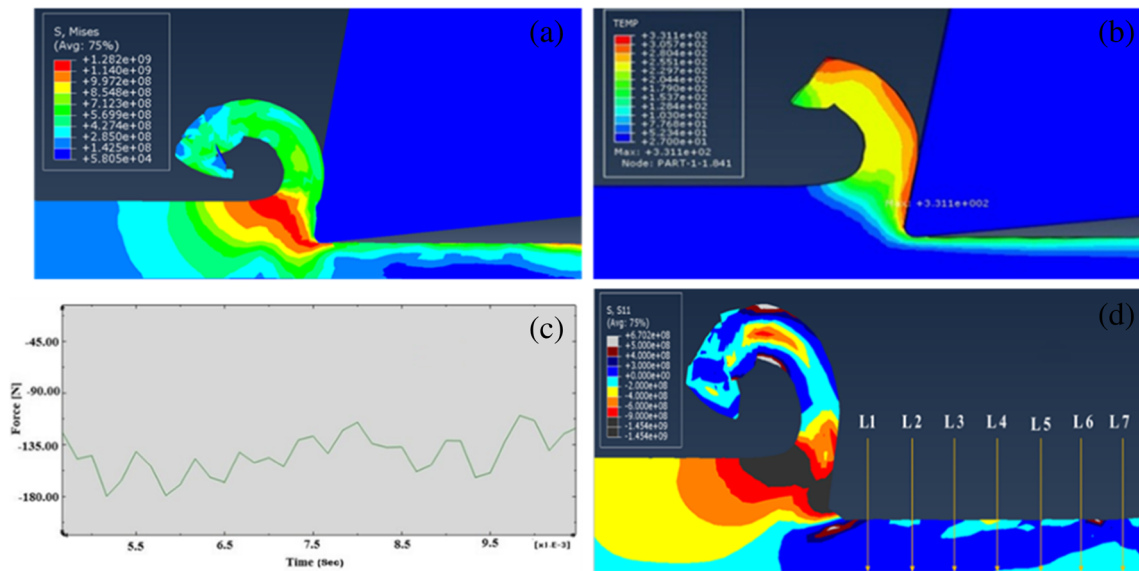 (a)
S, Mises
(Avg: 75%)
+1.282e+09
+1.140e+09
+9.972e+08
+8.548e+08
+7.123e+08
+5.699e+08
+4.274e+08
+2.850e+08
+1.425e+08
+5.805e+04
(b)
TEMP
+3.311e+02
+3.057e+02
+2.804e+02
+2.551e+02
+2.297e+02
+2.044e+02
+1.790e+02
+1.537e+02
+1.284e+02
+1.030e+02
+7.768e+01
+5.234e+01
+2.700e+01
Max: +3.311e+02
Node: PART-1-1.841
Max: +3.311e+002
(c)
Force [N]
-45.00
-90.00
-135.00
-180.00
5.5
6.5
7.5
8.5
9.5
[x1.E-3]
Time [Sec]
(d)
S, S11
(Avg: 75%)
+6.702e+08
+5.000e+08
+4.000e+08
+3.000e+08
+0.000e+00
-2.000e+08
-4.000e+08
-6.000e+08
-9.000e+08
-1.454e+09
-1.454e+09
L1 L2 L3 L4 L5 L6 L7